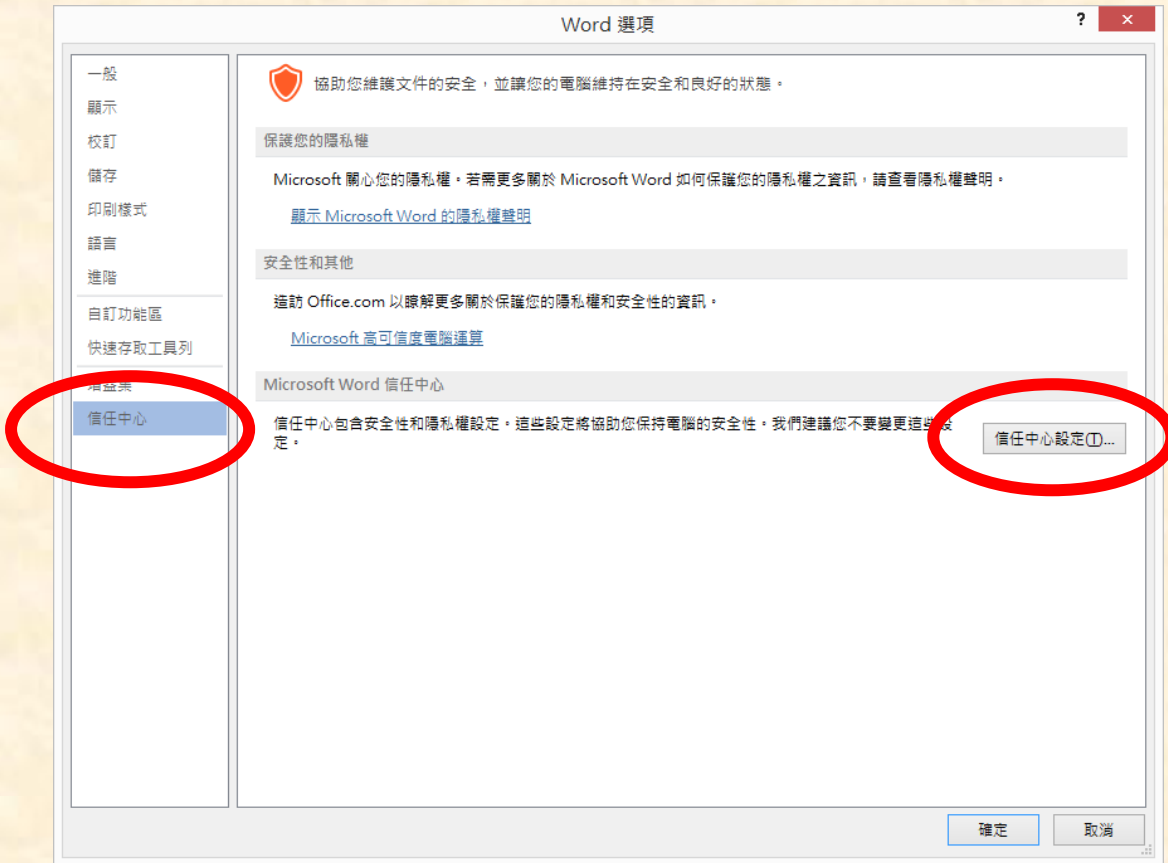 Word 選項
?
一般
顯示
校訂
儲存
印刷樣式
語言
進階
自訂功能區
快速存取工具列
增益集
信任中心
協助您維護文件的安全，並讓您的電腦維持在安全和良好的狀態。
保護您的隱私權
Microsoft 關心您的隱私權。若需更多關於 Microsoft Word 如何保護您的隱私權之資訊，請查看隱私權聲明。
顯示 Microsoft Word 的隱私權聲明
安全性和其他
造訪 Office.com 以瞭解更多關於保護您的隱私權和安全性的資訊。
Microsoft 高可信度電腦運算
Microsoft Word 信任中心
信任中心包含安全性和隱私權設定。這些設定將協助您保持電腦的安全性。我們建議您不要變更這些設
定。
信任中心設定(T)...
確定
取消